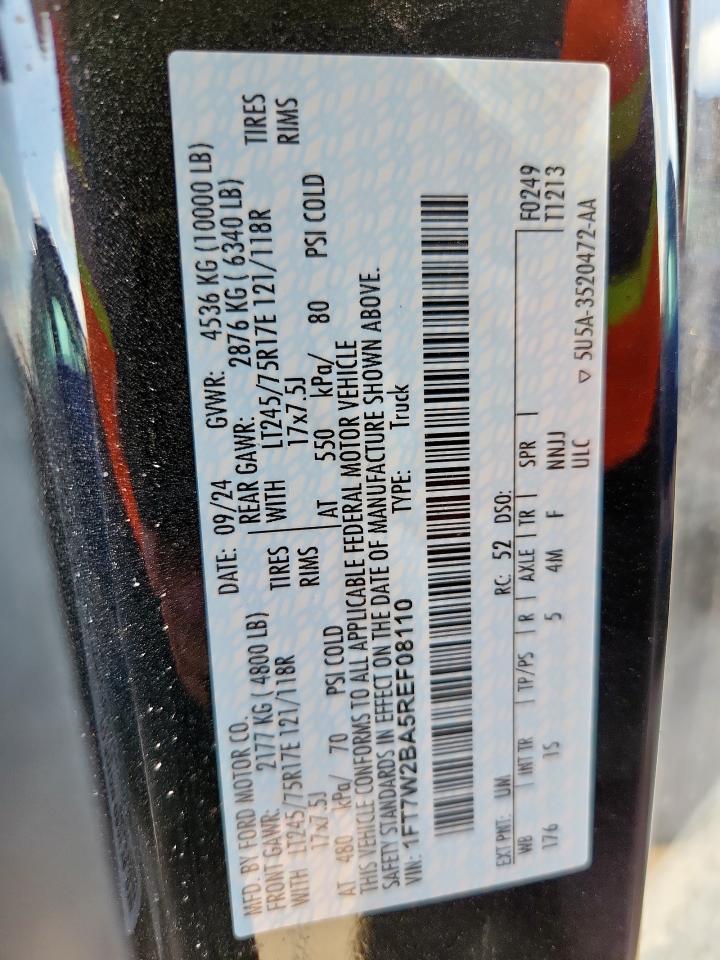 MFD. BY FORD MOTOR CO. DATE: 09/24 GVWR: 4536 KG (10000 LB)
FRONT GAWR: 2177 KG ( 4800 LB) REAR GAWR: 2876 KG ( 6340 LB)
WITH LT245/75R17E 121/118R TIRES WITH LT245/75R17E 121/118R TIRES
17x7.5J RIMS 17x7.5J RIMS
AT 480 kPa/ 70 PSI COLD AT 550 kPa/ 80 PSI COLD
THIS VEHICLE CONFORMS TO ALL APPLICABLE FEDERAL MOTOR VEHICLE
SAFETY STANDARDS IN EFFECT ON THE DATE OF MANUFACTURE SHOWN ABOVE.
VIN: 1FT7W2BA5REF08110 TYPE: Truck
EXT PNT: UM RC: 52 DSO:
WB INT TR TP/PS R AXLE TR SPR F0249
176 1S 5 4M F NNJJ T1213
ULC
▽ 5U5A-3520472-AA